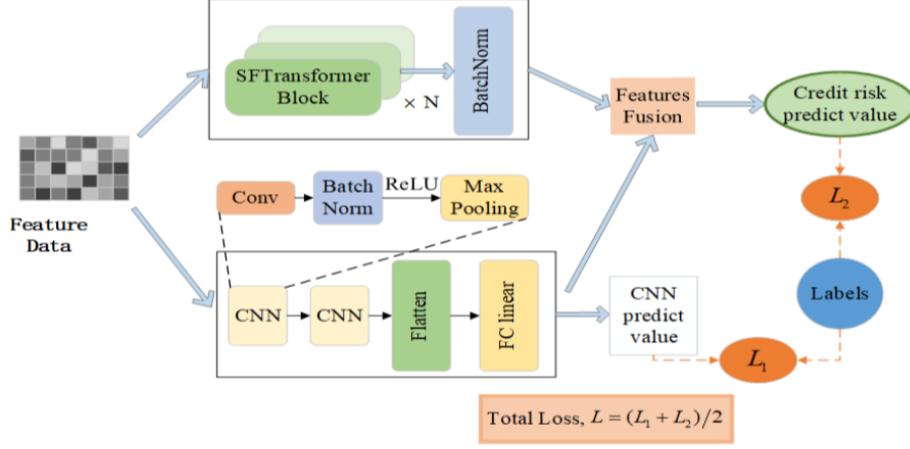 SFTransformer
Block
× N
BatchNorm
Features
Fusion
Credit risk
predict value
Feature
Data
Conv
Batch
Norm
ReLU
Max
Pooling
L₂
Labels
CNN
CNN
Flatten
FC linear
CNN
predict
value
L₁
Total Loss, L = (L₁ + L₂)/2